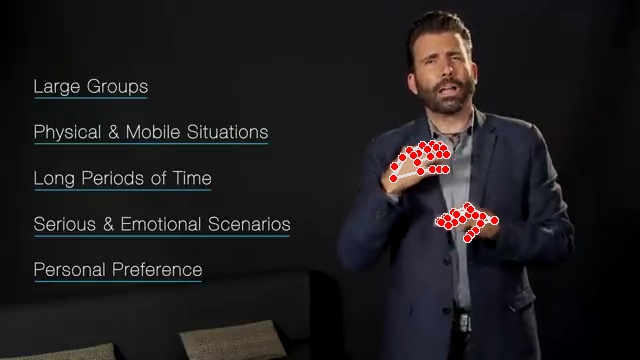 Large Groups
Physical & Mobile Situations
Long Periods of Time
Serious & Emotional Scenarios
Personal Preference